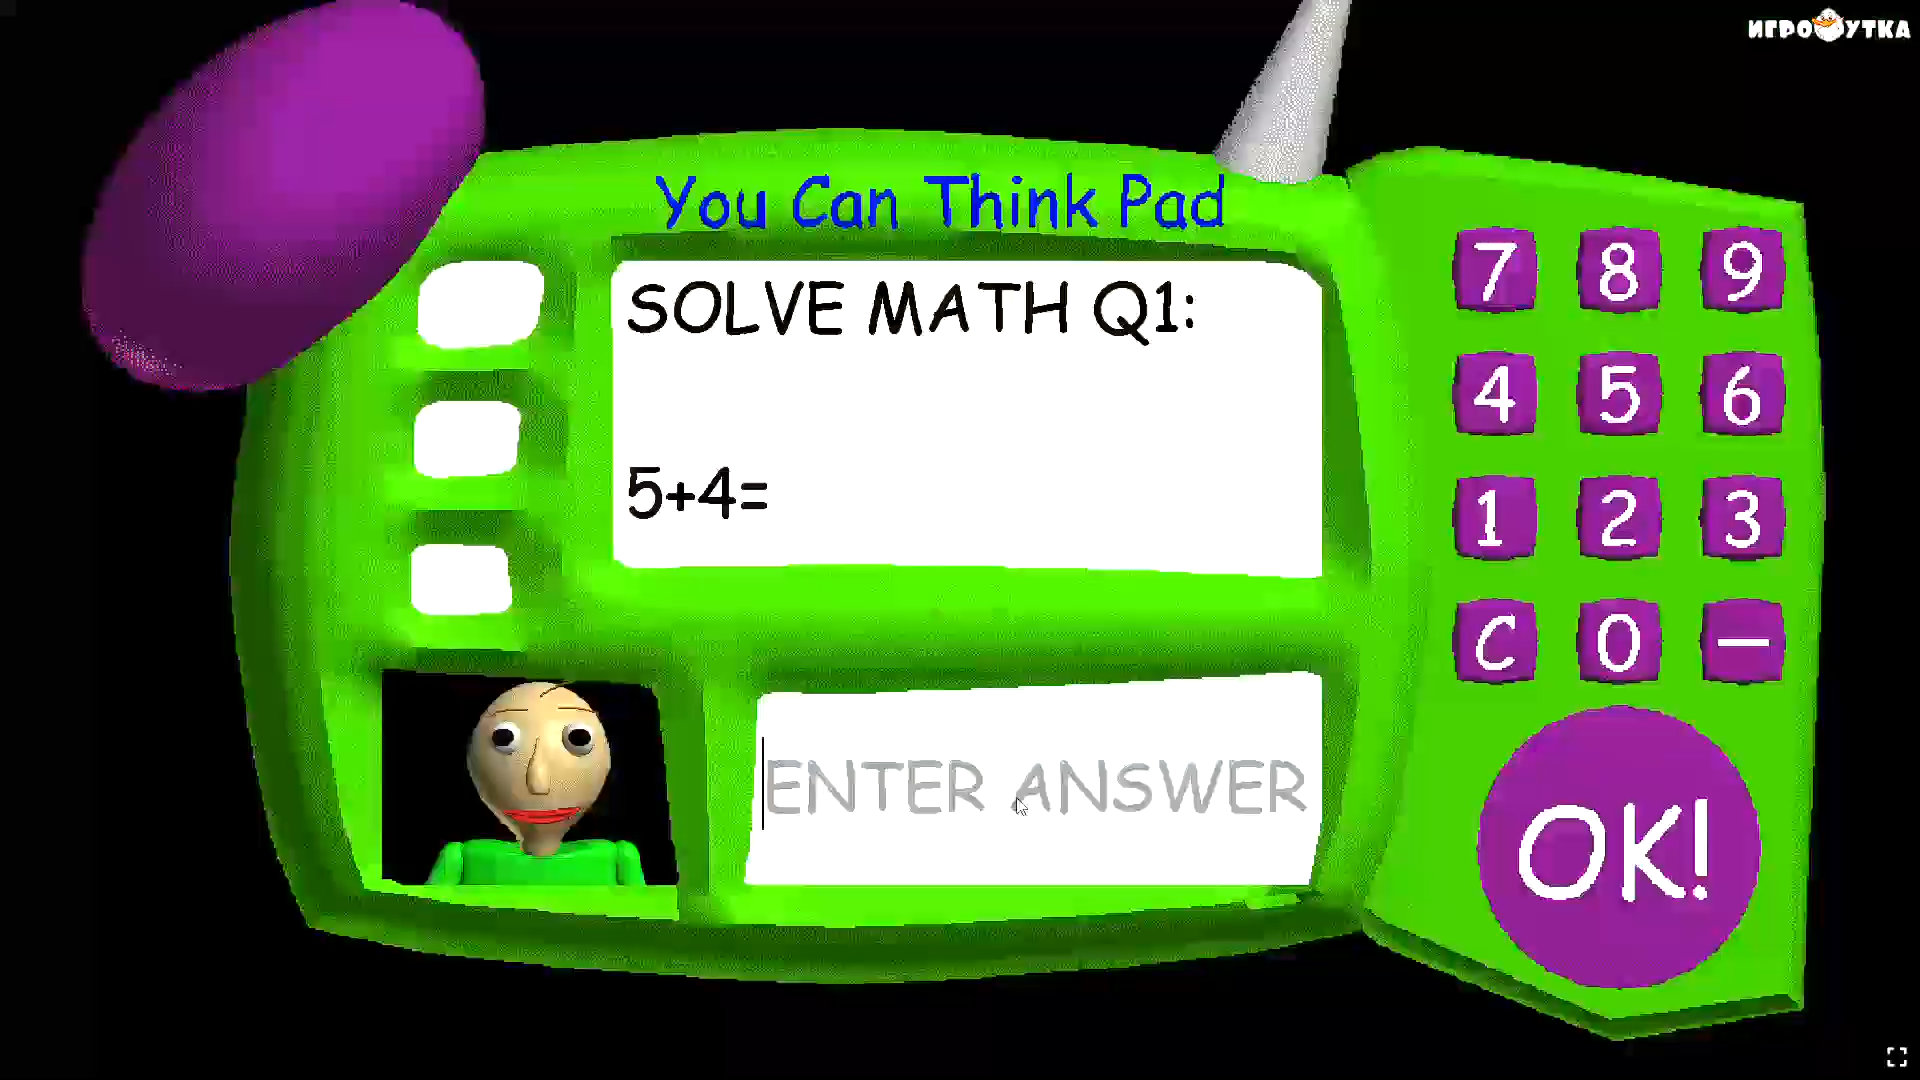 ИГРОУТКА
You Can Think Pad
SOLVE MATH Q1:
5+4=
7 8 9
4 5 6
1 2 3
C 0 —
ENTER ANSWER
OK!